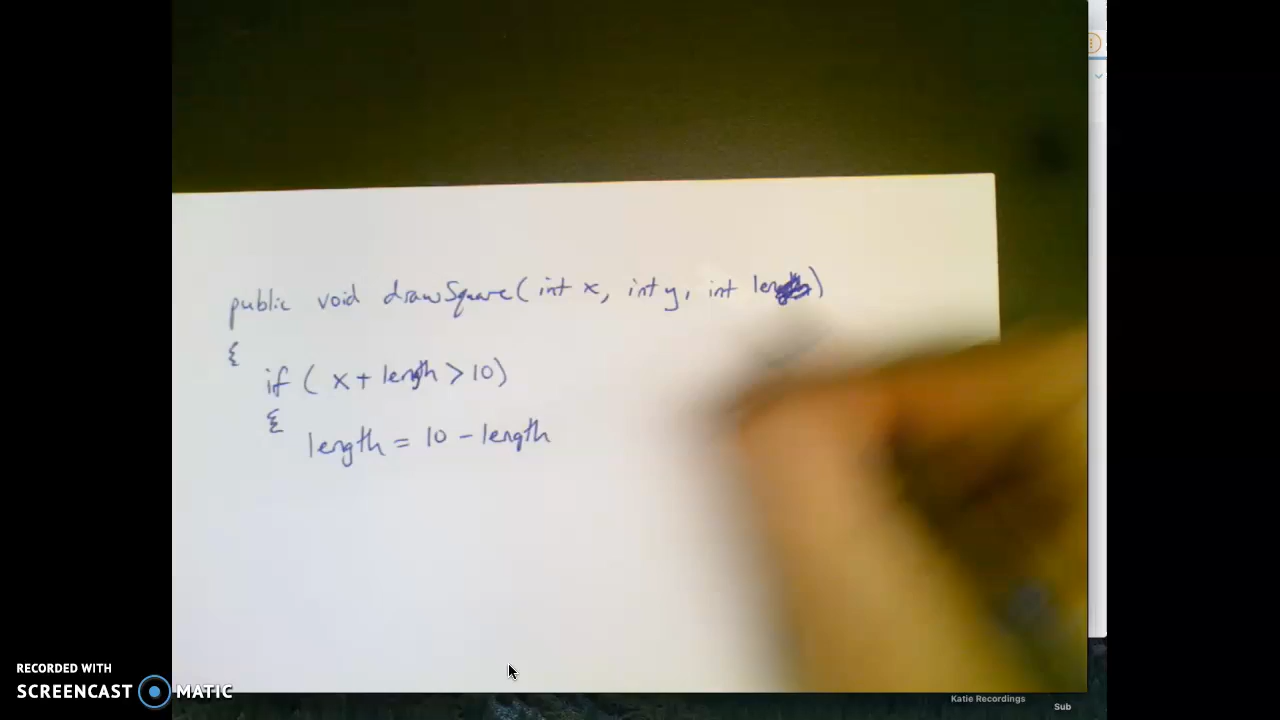 public void drawSquare(int x, int y, int
{
if ( x + length > 10)
{
length = 10 - length
RECORDED WITH
SCREENCAST MATIC
Katie Recordings
Sub